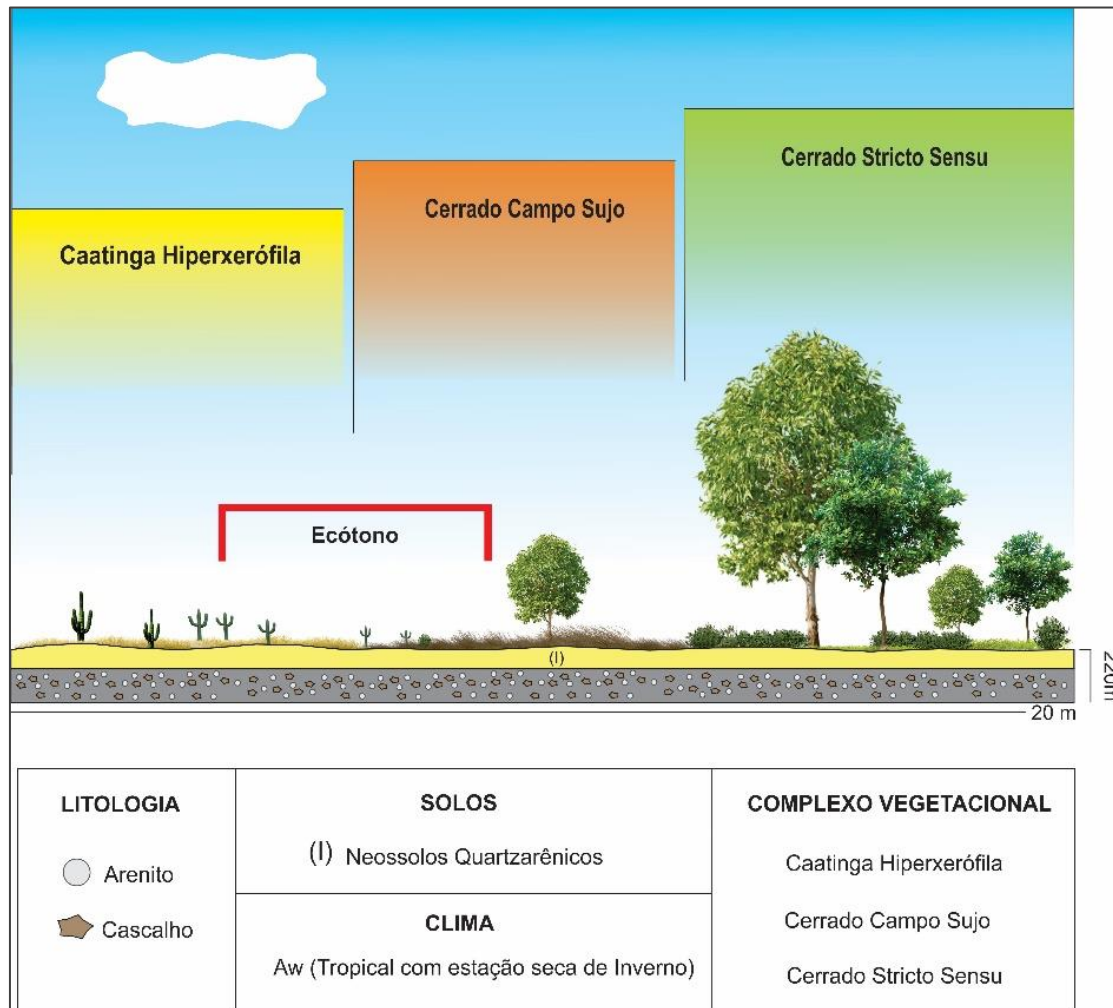 Cerrado Stricto Sensu
Cerrado Campo Sujo
Caatinga Hiperxerófila
Ecótono
(I)
220m
20 m
LITOLOGIA
Arenito
Cascalho
SOLOS
(I) Neossolos Quartzarênicos
CLIMA
Aw (Tropical com estação seca de Inverno)
COMPLEXO VEGETACIONAL
Caatinga Hiperxerófila
Cerrado Campo Sujo
Cerrado Stricto Sensu